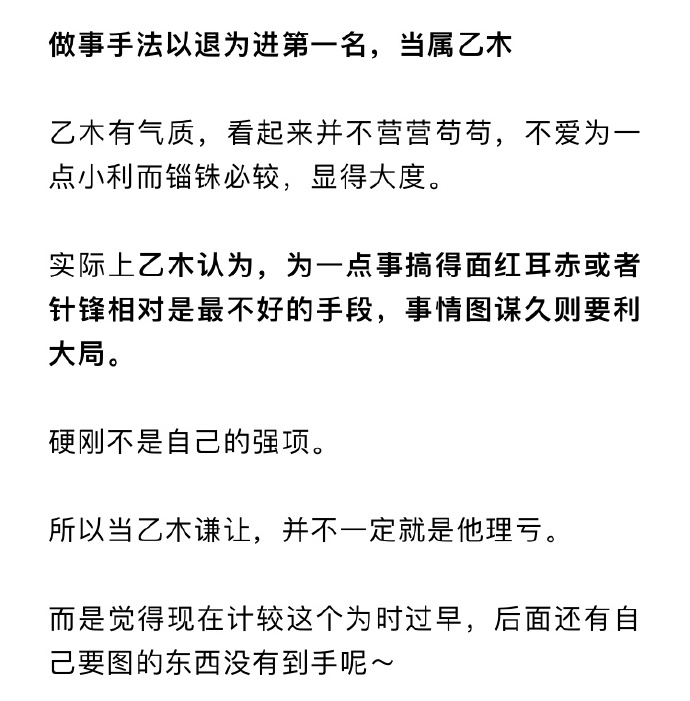 做事手法以退为进第一名，当属乙木
乙木有气质，看起来并不营营苟苟，不爱为一
点小利而锱铢必较，显得大度。
实际上乙木认为，为一点事搞得面红耳赤或者
针锋相对是最不好的手段，事情图谋久则要利
大局。
硬刚不是自己的强项。
所以当乙木谦让，并不一定就是他理亏。
而是觉得现在计较这个为时过早，后面还有自
己要图的东西没有到手呢～